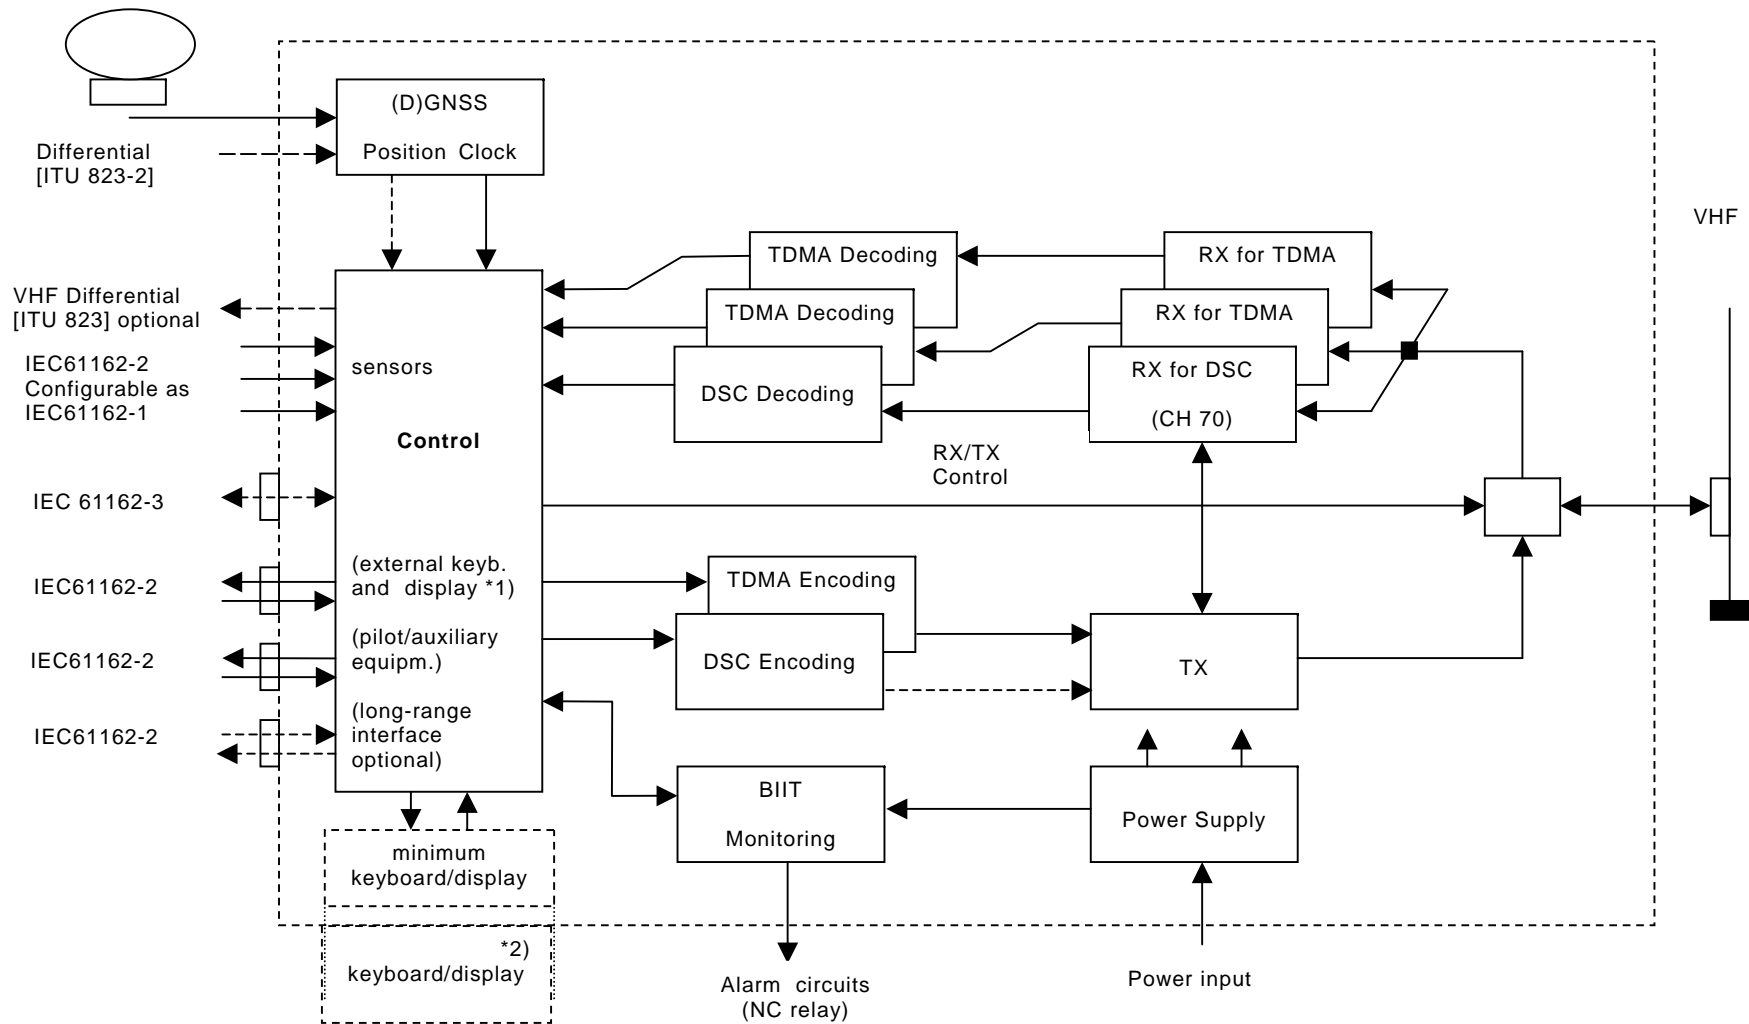 (D)GNSS
Position Clock
Differential
[ITU 823-2]
VHF
TDMA Decoding
RX for TDMA
VHF Differential
[ITU 823] optional
TDMA Decoding
RX for TDMA
IEC61162-2
Configurable as
IEC61162-1
sensors
DSC Decoding
RX for DSC
(CH 70)
Control
RX/TX
Control
IEC 61162-3
IEC61162-2
(external keyb.
and display *1)
TDMA Encoding
IEC61162-2
(pilot/auxiliary
equipm.)
DSC Encoding
TX
IEC61162-2
(long-range
interface
optional)
BIIT
Monitoring
Power Supply
minimum
keyboard/display
*2)
keyboard/display
Alarm circuits
(NC relay)
Power input